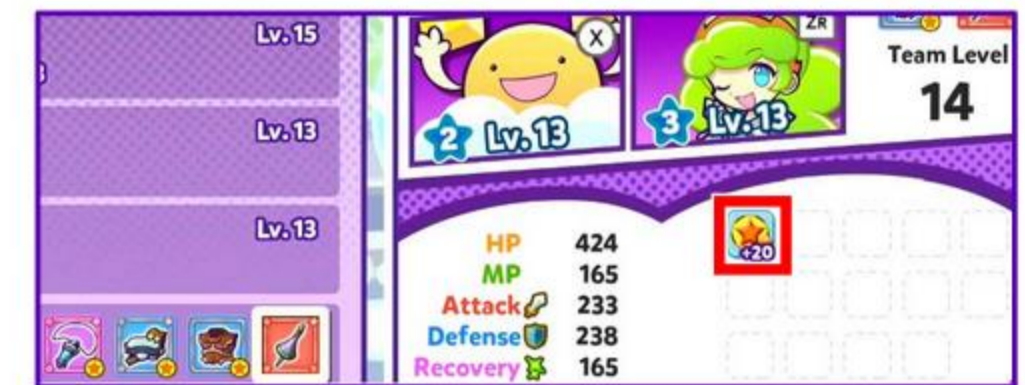 Lv. 15
Lv. 13
Lv. 13
X
2 Lv. 13
ZR
3 Lv. 13
Team Level
14
HP 424
MP 165
Attack 233
Defense 238
Recovery 165
+20